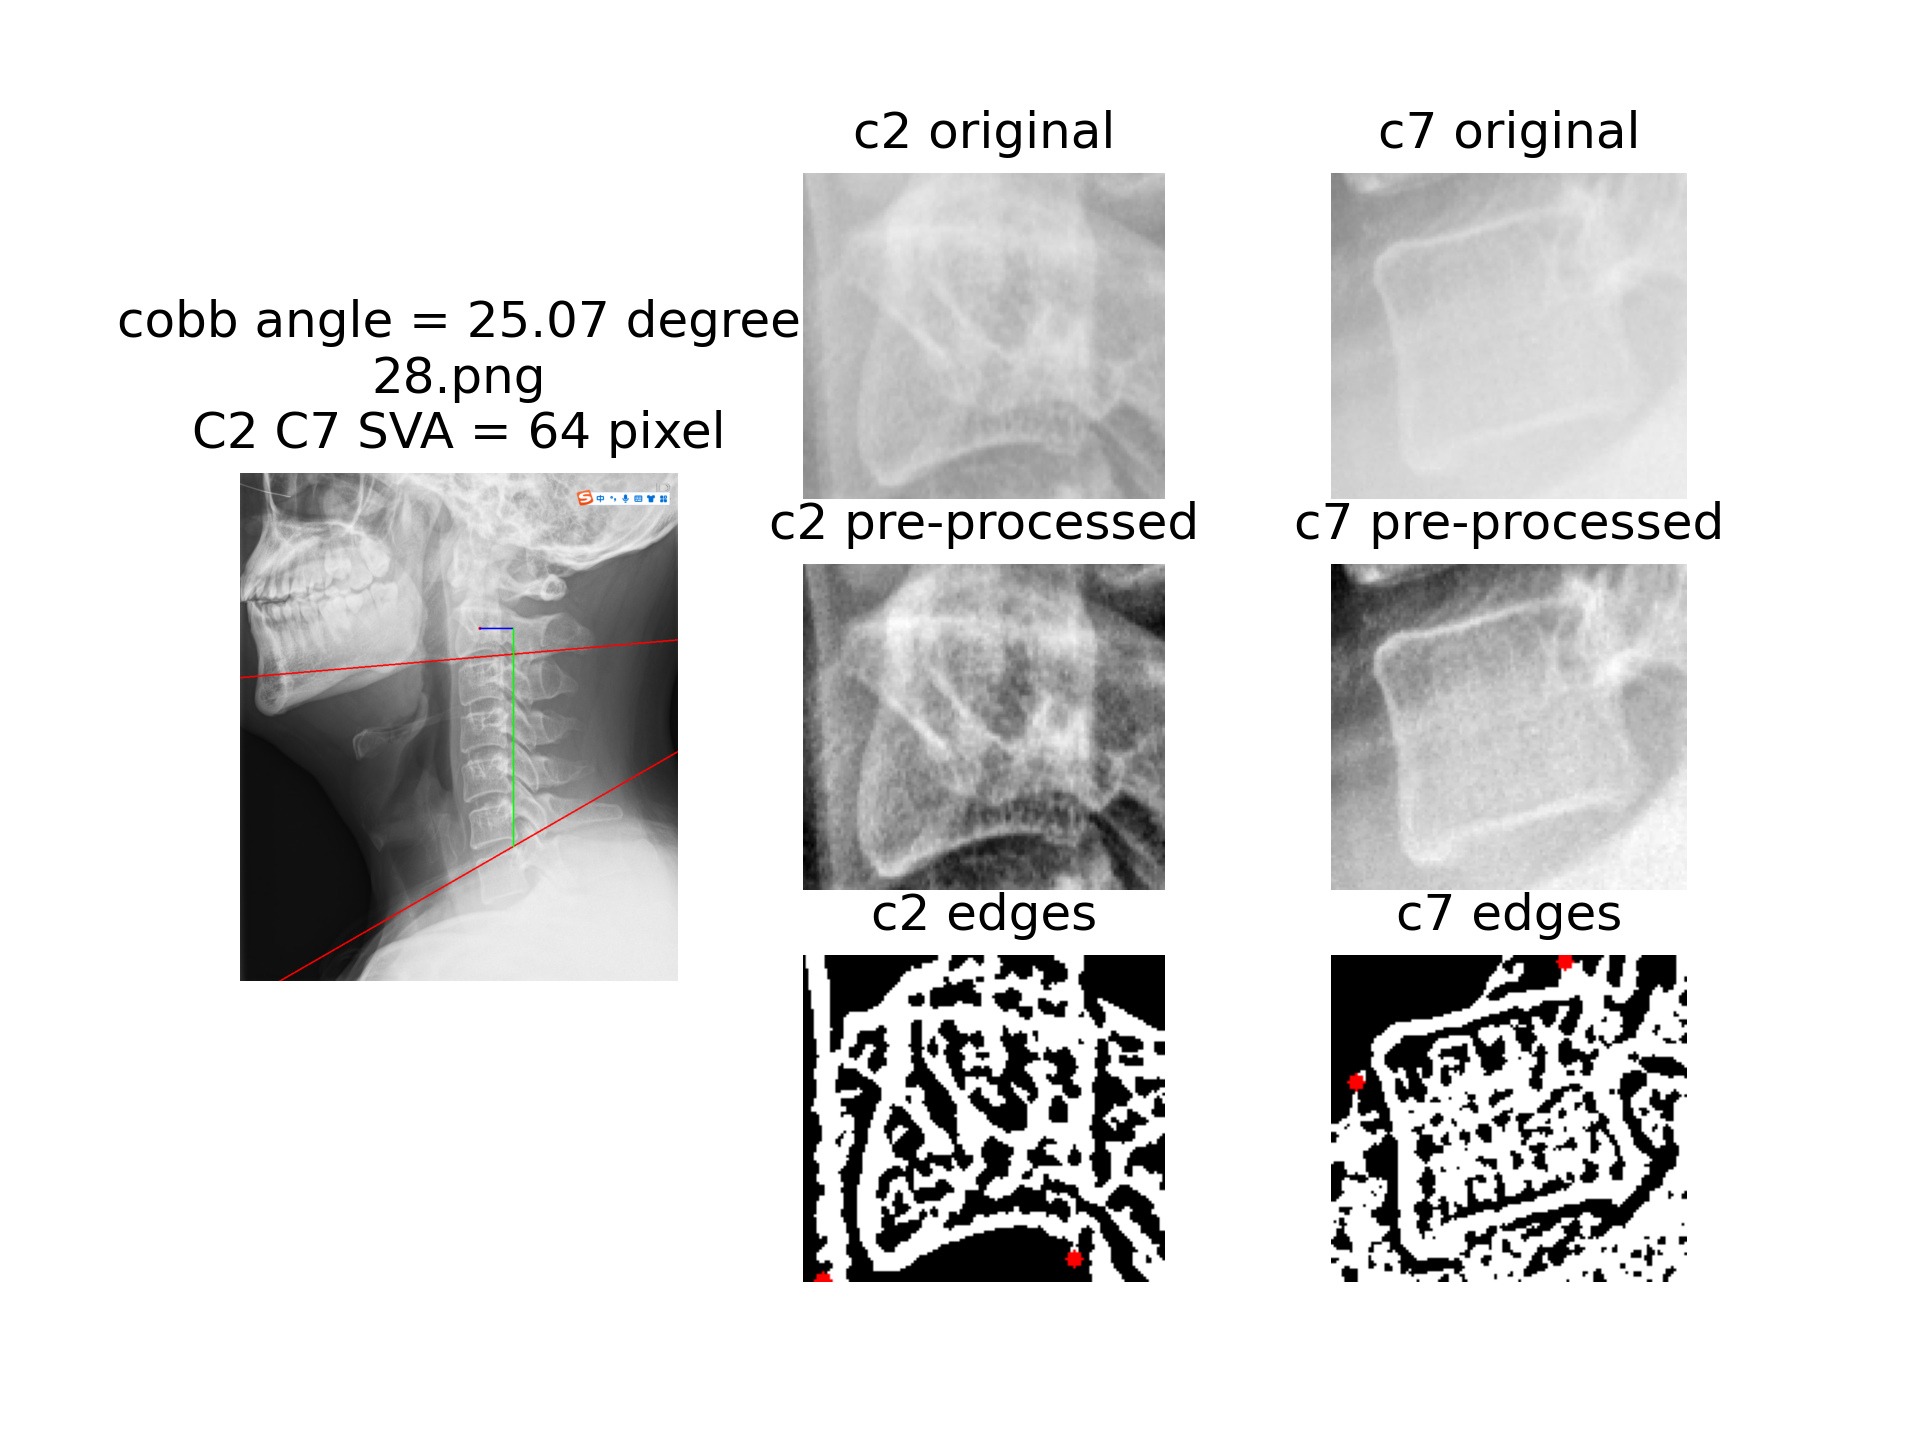 cobb angle = 25.07 degree
28.png
C2 C7 SVA = 64 pixel
中
c2 original
c7 original
c2 pre-processed
c7 pre-processed
c2 edges
c7 edges